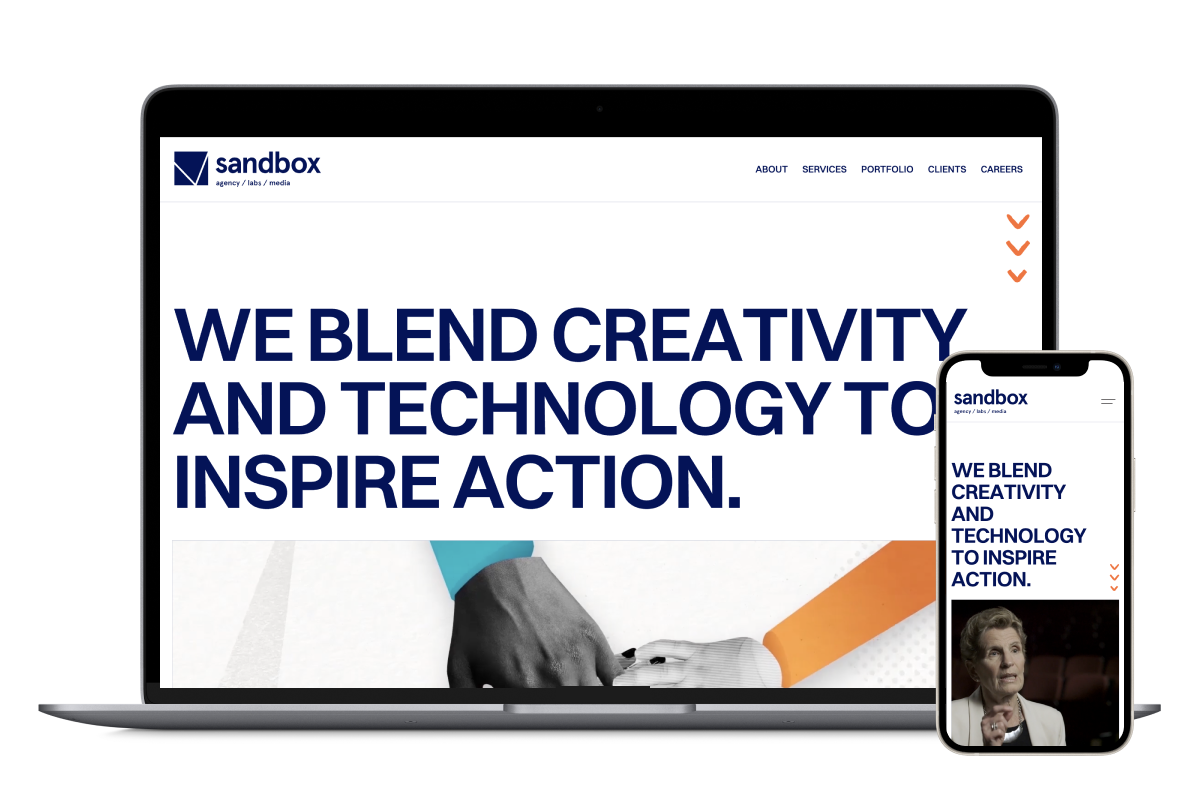 sandbox
agency / labs / media
ABOUT SERVICES PORTFOLIO CLIENTS CAREERS
WE BLEND CREATIVITY
AND TECHNOLOGY TO
INSPIRE ACTION.
sandbox
agency / labs / media
WE BLEND
CREATIVITY
AND
TECHNOLOGY
TO INSPIRE
ACTION.